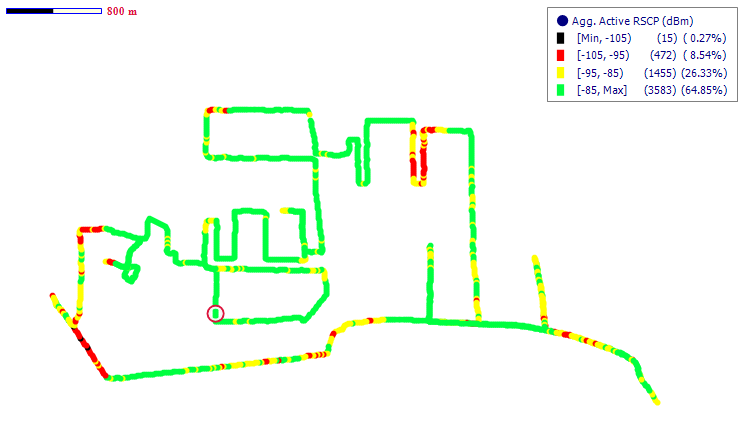 800 m
Agg. Active RSCP (dBm)
[Min, -105) (15) ( 0.27%)
[-105, -95) (472) ( 8.54%)
[-95, -85) (1455) (26.33%)
[-85, Max] (3583) (64.85%)